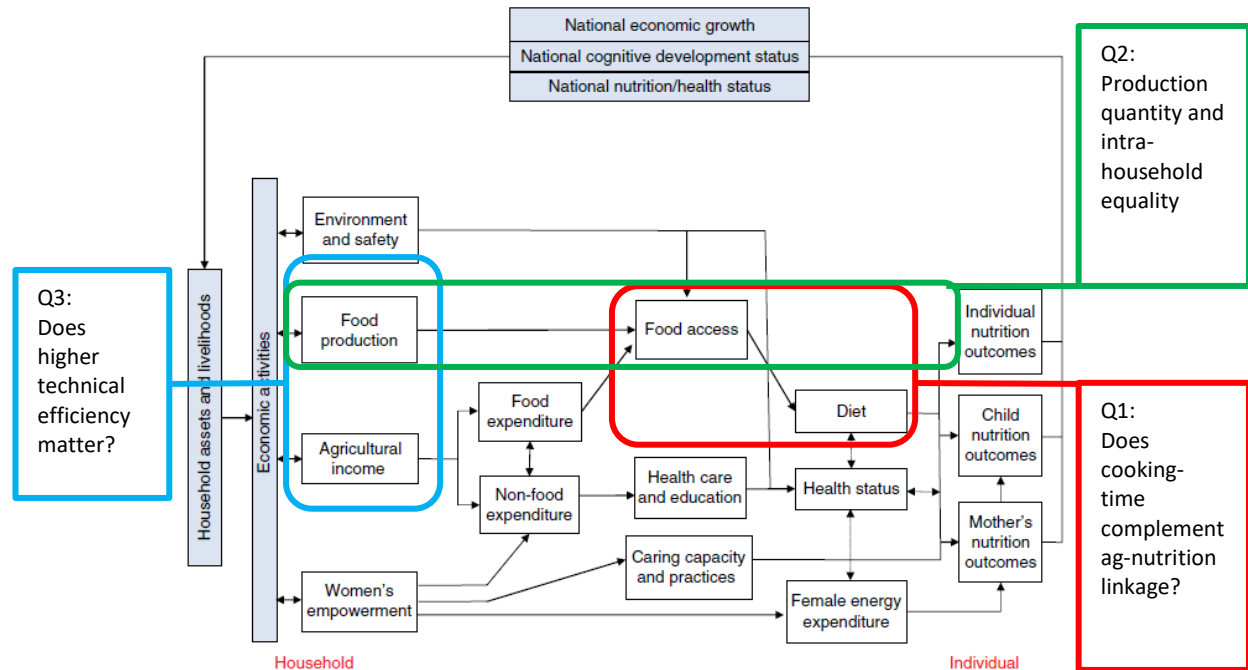 National economic growth
National cognitive development status
National nutrition/health status
Q2:
Production
quantity and
intra-
household
equality
Environment
and safety
Q3:
Does
higher
technical
efficiency
matter?
Household assets and livelihoods
Economic activities
Food
production
Food access
Individual
nutrition
outcomes
Food
expenditure
Diet
Child
nutrition
outcomes
Agricultural
income
Non-food
expenditure
Health care
and education
Health status
Mother's
nutrition
outcomes
Q1:
Does
cooking-
time
complement
ag-nutrition
linkage?
Women's
empowerment
Caring capacity
and practices
Female energy
expenditure
Household
Individual